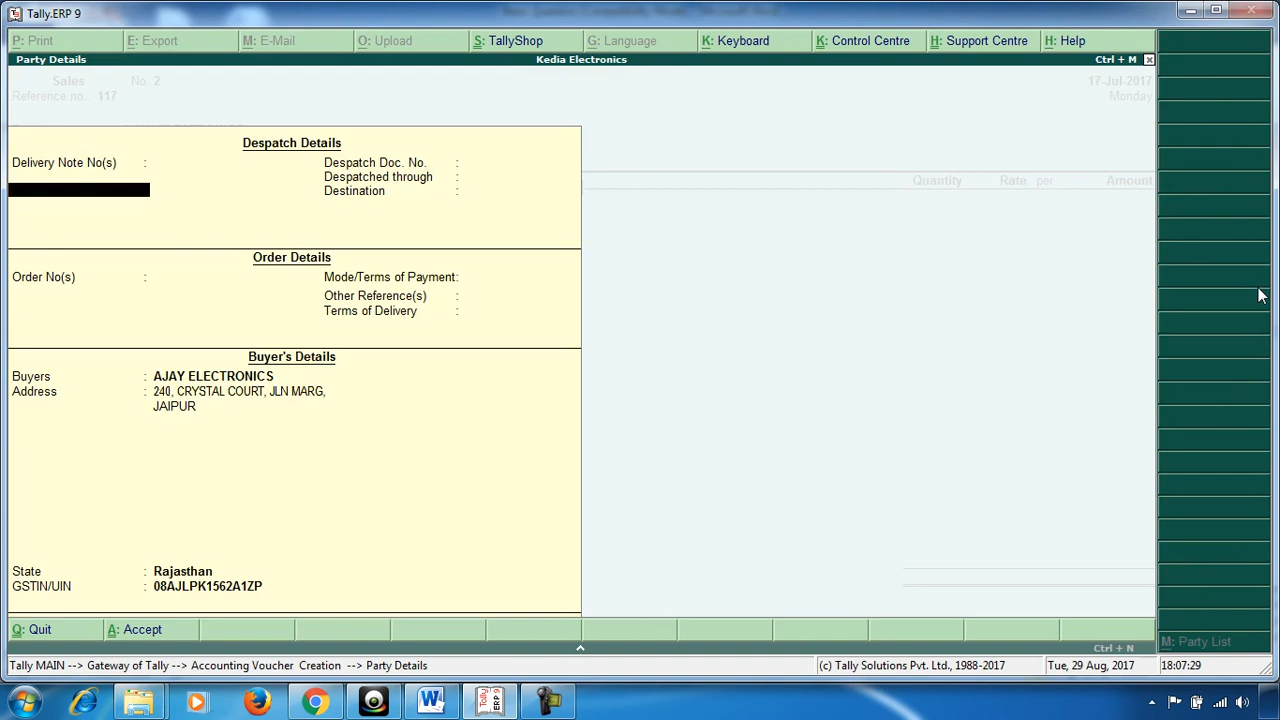 Tally.ERP 9
P: Print E: Export M: E-Mail O: Upload S: TallyShop G: Language K: Keyboard K: Control Centre H: Support Centre H: Help
Party Details Kedia Electronics Ctrl + M
Sales No. 2 17-Jul-2017
Reference no.: 117 Monday
Despatch Details
Delivery Note No(s) : Despatch Doc. No. :
Despatched through :
Destination :
Quantity Rate per Amount
Order Details
Order No(s) : Mode/Terms of Payment:
Other Reference(s) :
Terms of Delivery :
Buyer's Details
Buyers : AJAY ELECTRONICS
Address : 240, CRYSTAL COURT, JLN MARG,
JAIPUR
State : Rajasthan
GSTIN/UIN : 08AJLPK1562A1ZP
Q: Quit A: Accept
M: Party List
Ctrl + N
Tally MAIN --> Gateway of Tally --> Accounting Voucher Creation --> Party Details (c) Tally Solutions Pvt. Ltd., 1988-2017 Tue, 29 Aug, 2017 18:07:29